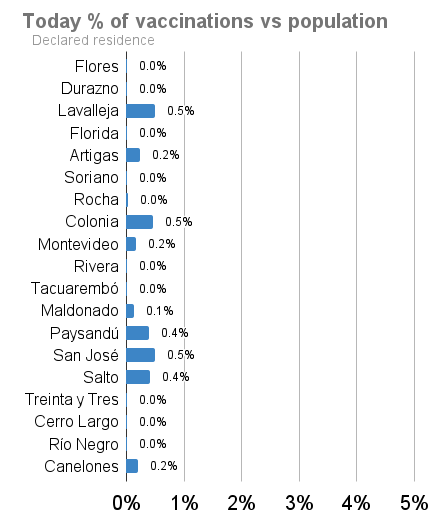 Today % of vaccinations vs population
Declared residence
Flores 0.0%
Durazno 0.0%
Lavalleja 0.5%
Florida 0.0%
Artigas 0.2%
Soriano 0.0%
Rocha 0.0%
Colonia 0.5%
Montevideo 0.2%
Rivera 0.0%
Tacuarembó 0.0%
Maldonado 0.1%
Paysandú 0.4%
San José 0.5%
Salto 0.4%
Treinta y Tres 0.0%
Cerro Largo 0.0%
Río Negro 0.0%
Canelones 0.2%
0% 1% 2% 3% 4% 5%